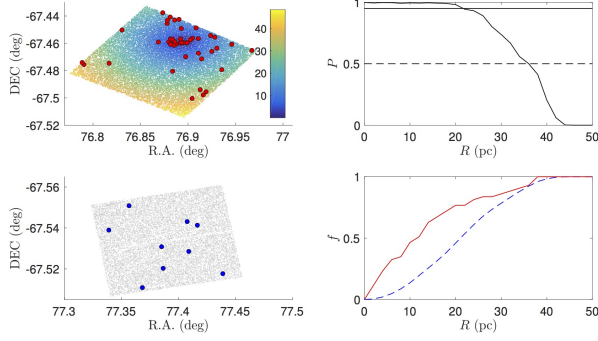 -67.44
-67.46
-67.48
-67.5
-67.52
DEC (deg)
76.8 76.85 76.9 76.95 77
R.A. (deg)
40
30
20
10
1
0.5
0
P
0 10 20 30 40 50
R (pc)
-67.56
-67.54
-67.52
DEC (deg)
77.3 77.35 77.4 77.45 77.5
R.A. (deg)
1
0.5
0
f
0 10 20 30 40 50
R (pc)